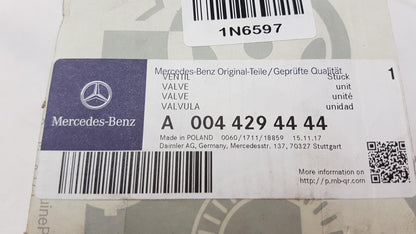 1N6597
Mercedes-Benz Original-Teile/Geprüfte Qualität
VENTIL Stück 1
VALVE unit
VALVE unité
VALVULA unidad
Mercedes-Benz
A 004 429 44 44
Made in POLAND 0060/1711/18859 15.11.17
Daimler AG, Germany, Mercedesstr. 137, 70327 Stuttgart
Read more:
http://p.mb-qr.com